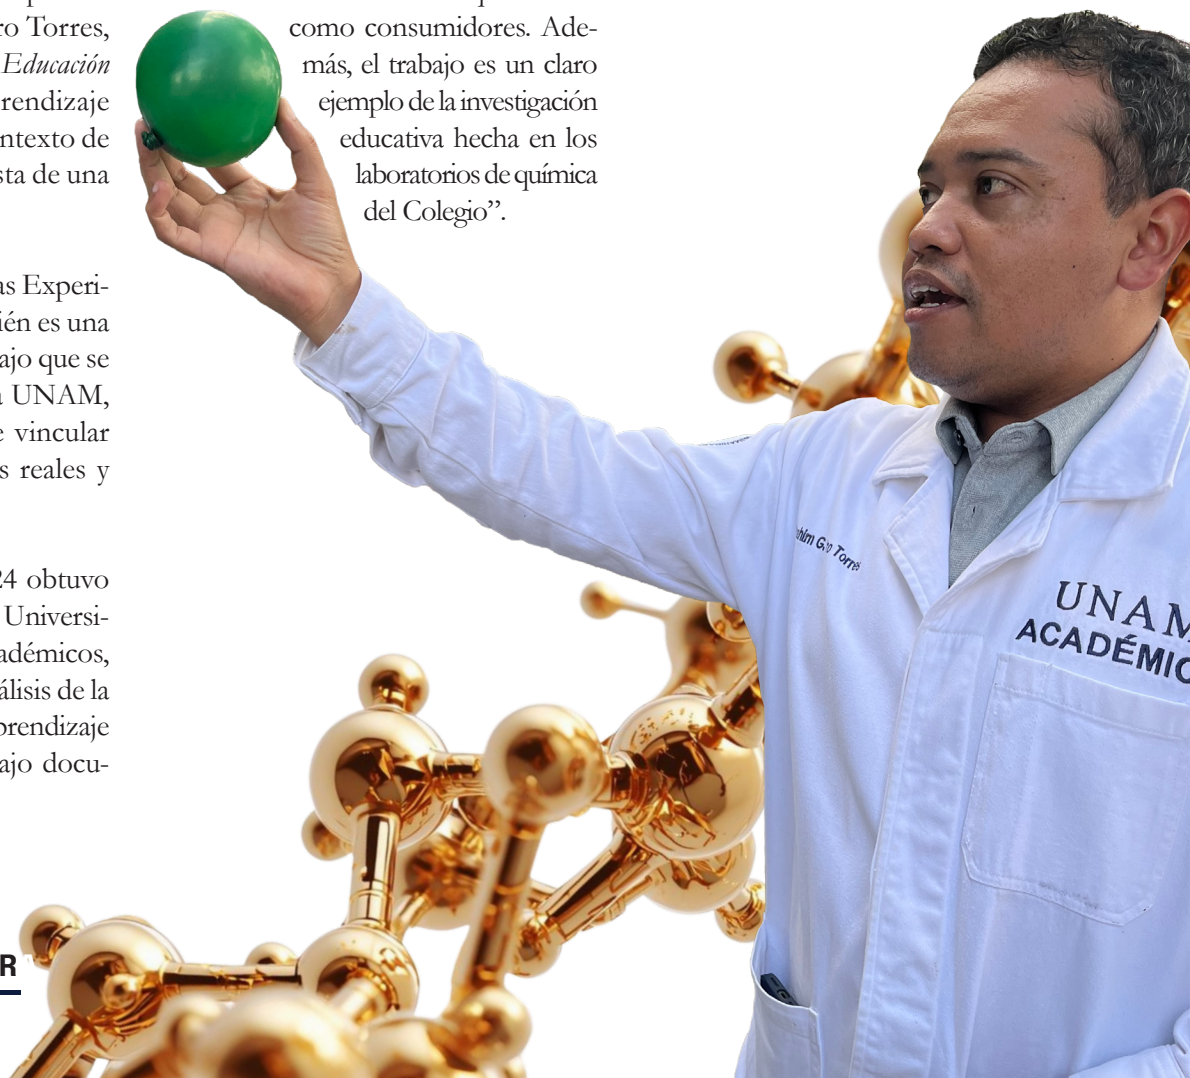 ro Torres,
Educación
rendizaje
ntexto de
sta de una
as Experi-
ién es una
ajo que se
UNAM,
e vincular
s reales y
24 obtuvo
Universi-
adémicos,
álisis de la
prendizaje
ajo docu-
R
como consumidores. Ade-
más, el trabajo es un claro
ejemplo de la investigación
educativa hecha en los
laboratorios de química
del Colegio”.
Torres
UNAM
ACADÉMIC